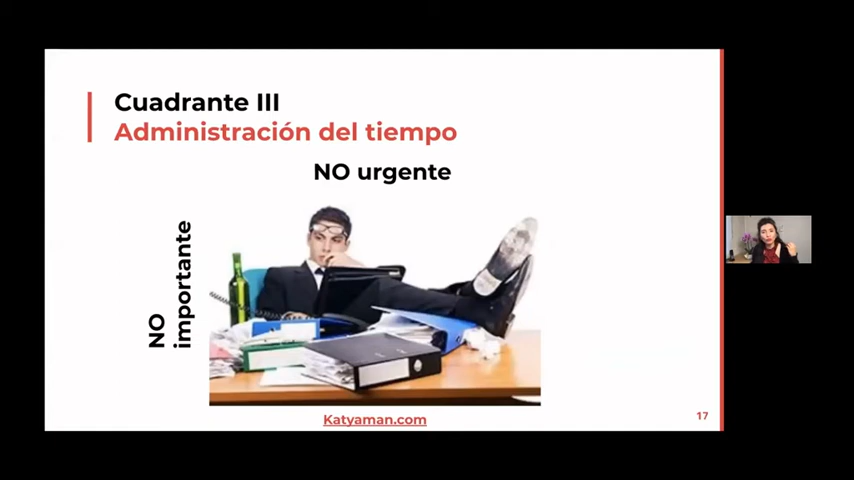 Cuadrante III
Administración del tiempo
NO urgente
NO
importante
Katyaman.com
17